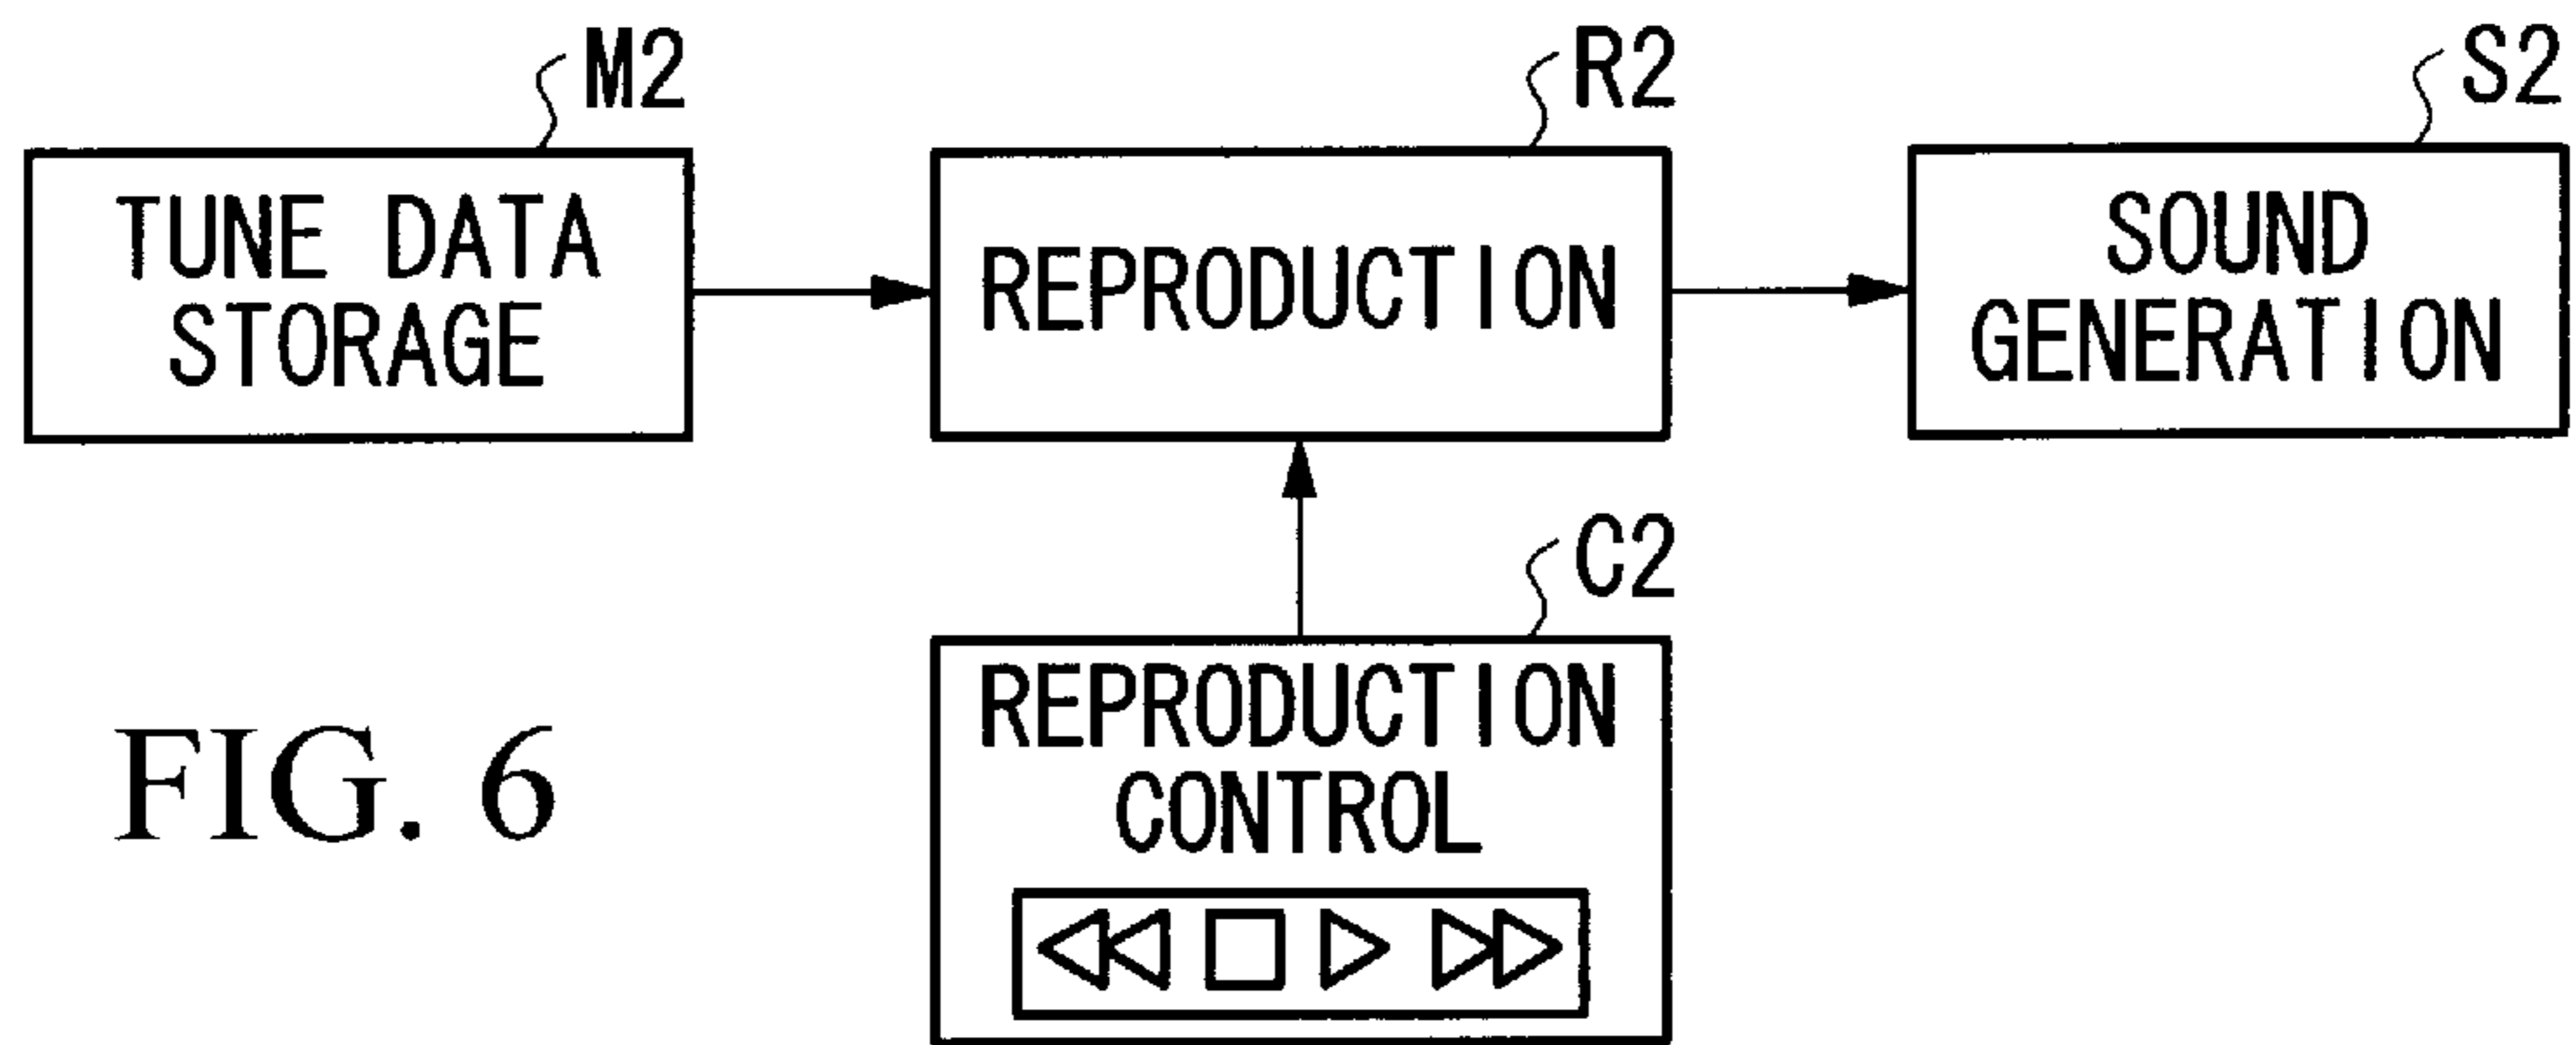 M2
R2
S2
TUNE DATA
STORAGE
REPRODUCTION
SOUND
GENERATION
C2
REPRODUCTION
CONTROL
FIG. 6